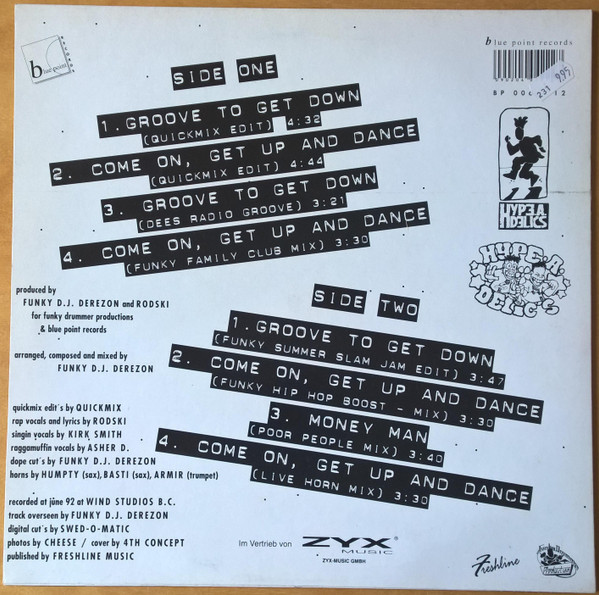 blue point
records
SIDE ONE
1. GROOVE TO GET DOWN
(QUICKMIX EDIT) 4:32
2. COME ON, GET UP AND DANCE
(QUICKMIX EDIT) 4:44
3. GROOVE TO GET DOWN
(DEES RADIO GROOVE) 3:21
4. COME ON, GET UP AND DANCE
(FUNKY FAMILY CLUB MIX) 3:30
blue point records
231 995
BP
12
HYPE.A.
DELICS
HYPE-A-
DELIC'S
produced by
FUNKY D.J. DEREZON and RODSKI
for funky drummer productions
& blue point records
arranged, composed and mixed by
FUNKY D.J. DEREZON
quickmix edit's by QUICKMIX
rap vocals and lyrics by RODSKI
singin vocals by KIRK SMITH
raggamuffin vocals by ASHER D.
dope cut's by FUNKY D.J. DEREZON
horns by HUMPTY (sax), BASTI (sax), ARMIR (trumpet)
recorded at june 92 at WIND STUDIOS B.C.
track overseen by FUNKY D.J. DEREZON
digital cut's by SWED-O-MATIC
photos by CHEESE / cover by 4TH CONCEPT
published by FRESHLINE MUSIC
SIDE TWO
1. GROOVE TO GET DOWN
(FUNKY SUMMER SLAM JAM EDIT) 3:47
2. COME ON, GET UP AND DANCE
(FUNKY HIP HOP BOOST - MIX) 3:30
3. MONEY MAN
(POOR PEOPLE MIX) 3:40
4. COME ON, GET UP AND DANCE
(LIVE HORN MIX) 3:30
Im Vertrieb von ZYX ®
MUSIC
ZYX-MUSIC GMBH
Freshline